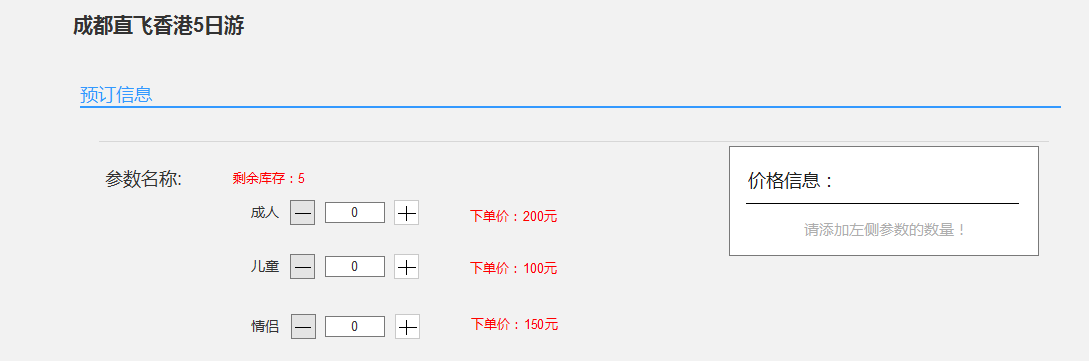 成都直飞香港5日游
预订信息
参数名称:
剩余库存：5
成人 0 下单价：200元
儿童 0 下单价：100元
情侣 0 下单价：150元
价格信息：
请添加左侧参数的数量！